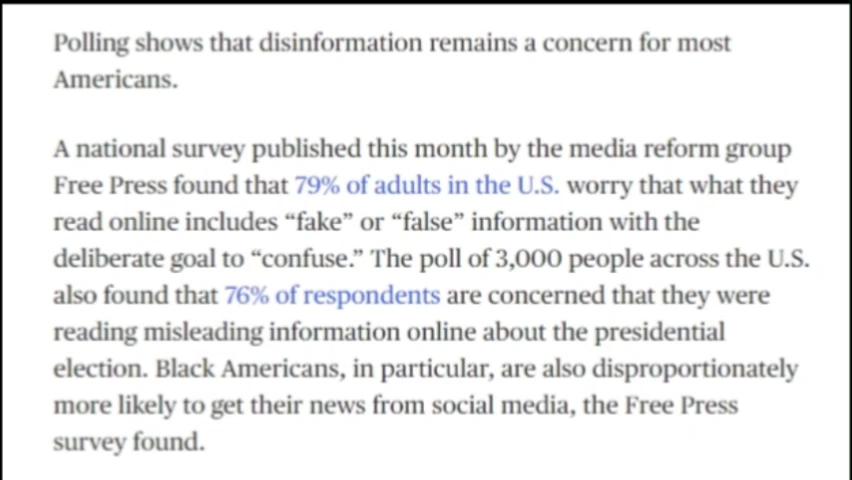 Polling shows that disinformation remains a concern for most
Americans.
A national survey published this month by the media reform group
Free Press found that 79% of adults in the U.S. worry that what they
read online includes “fake” or “false” information with the
deliberate goal to “confuse.” The poll of 3,000 people across the U.S.
also found that 76% of respondents are concerned that they were
reading misleading information online about the presidential
election. Black Americans, in particular, are also disproportionately
more likely to get their news from social media, the Free Press
survey found.